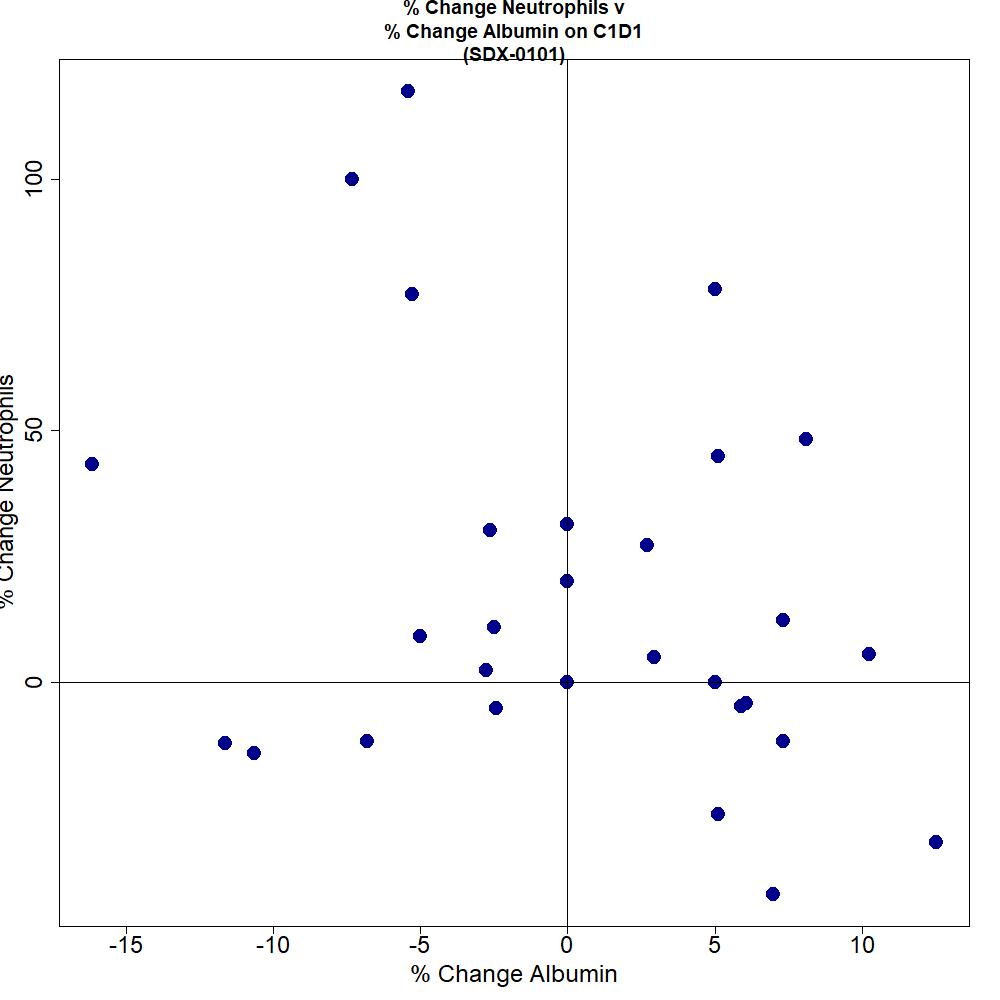 % Change Neutrophils v
% Change Albumin on C1D1
(SDX-0101)
100
50
0
% Change Neutrophils
-15 -10 -5 0 5 10
% Change Albumin